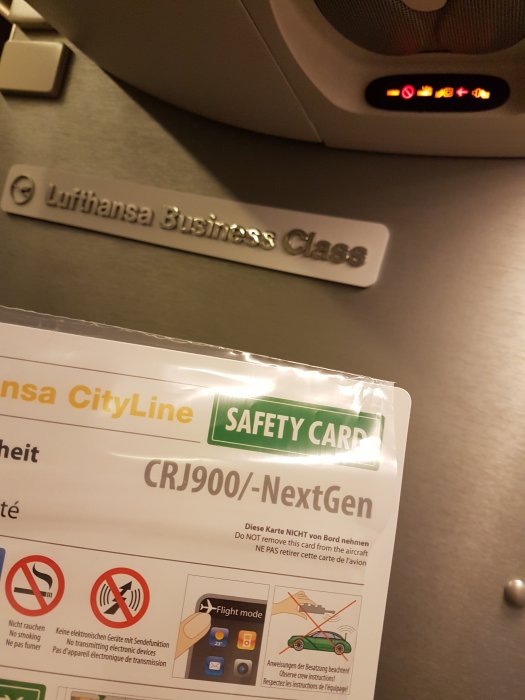 Lufthansa Business Class
nsa CityLine
SAFETY CARD
heit
CRJ900/-NextGen
té
Diese Karte NICHT von Bord nehmen
Do NOT remove this card from the aircraft
NE PAS retirer cette carte de l'avion
Nicht rauchen
No smoking
Ne pas fumer
Keine elektronischen Geräte mit Sendefunktion
No transmitting electronic devices
Pas d'appareil électronique de transmission
Flight mode
23°
Anweisungen der Besatzung beachten!
Observe crew instructions!
Respectez les instructions de l'équipage!